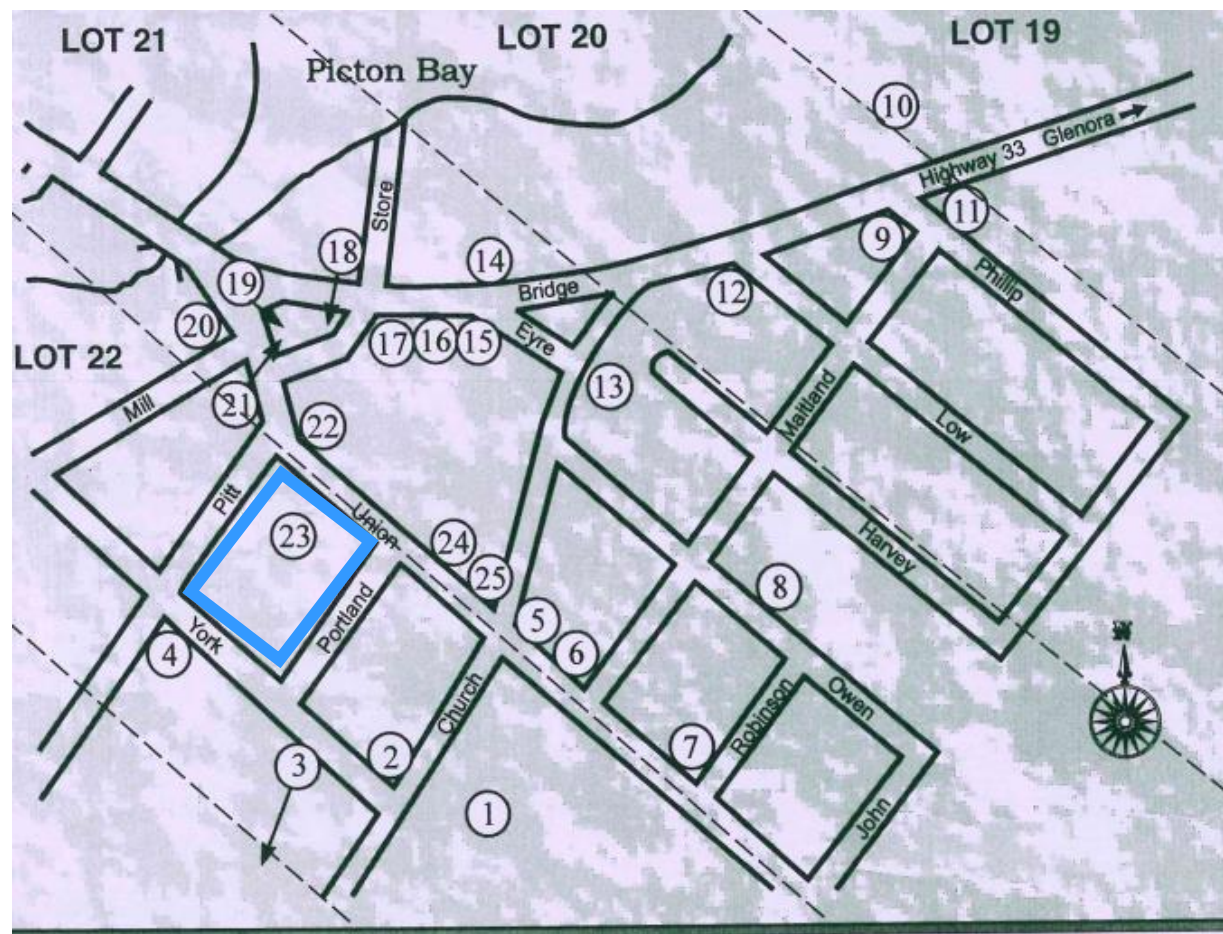 LOT 21
LOT 20
LOT 19
Picton Bay
10
Highway 33 Glenora
11
Store
9
18
14
19
Bridge
Phillip
12
20
17
16
15
Eyre
LOT 22
13
Mill
21
22
Maitland
Low
Pitt
23
Union
24
Harvey
25
8
Portland
5
York
4
6
Church
Owen
Robinson
7
2
3
1
John